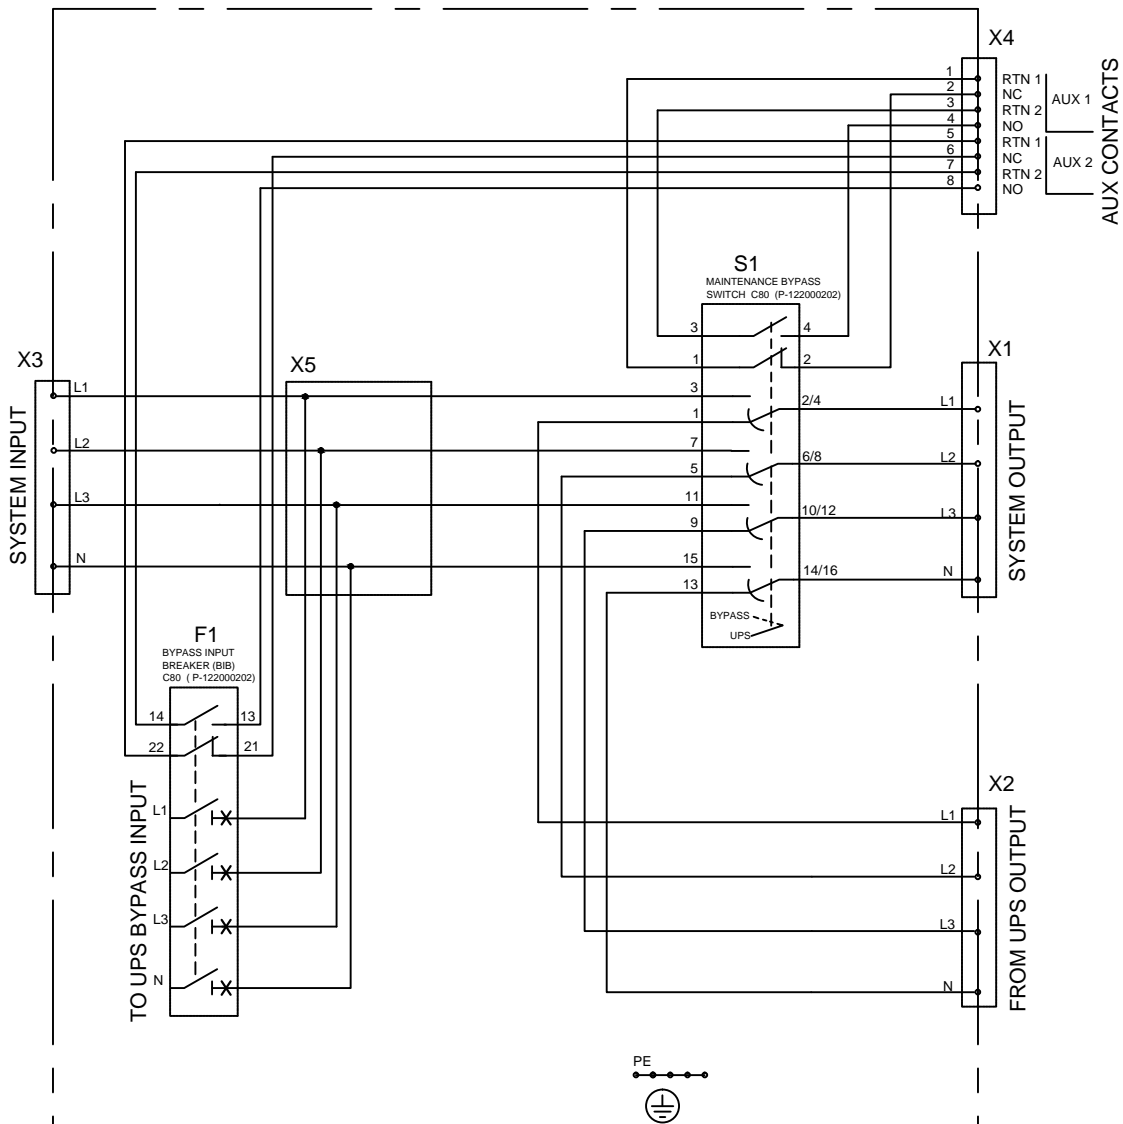 X4
1 RTN 1
2 NC
AUX 1
3 RTN 2
4 NO
5 RTN 1
6 NC
AUX 2
7 RTN 2
8 NO
AUX CONTACTS
S1
MAINTENANCE BYPASS
SWITCH C80 (P-122000202)
3 4
1 2
3
1 2/4
7
5 6/8
11
9 10/12
15
13 14/16
BYPASS
UPS
X3
L1
L2
L3
N
SYSTEM INPUT
X5
X1
L1
L2
L3
N
SYSTEM OUTPUT
F1
BYPASS INPUT
BREAKER (BIB)
C80 ( P-122000202)
14 13
22 21
L1
L2
L3
N
TO UPS BYPASS INPUT
X2
L1
L2
L3
N
FROM UPS OUTPUT
PE